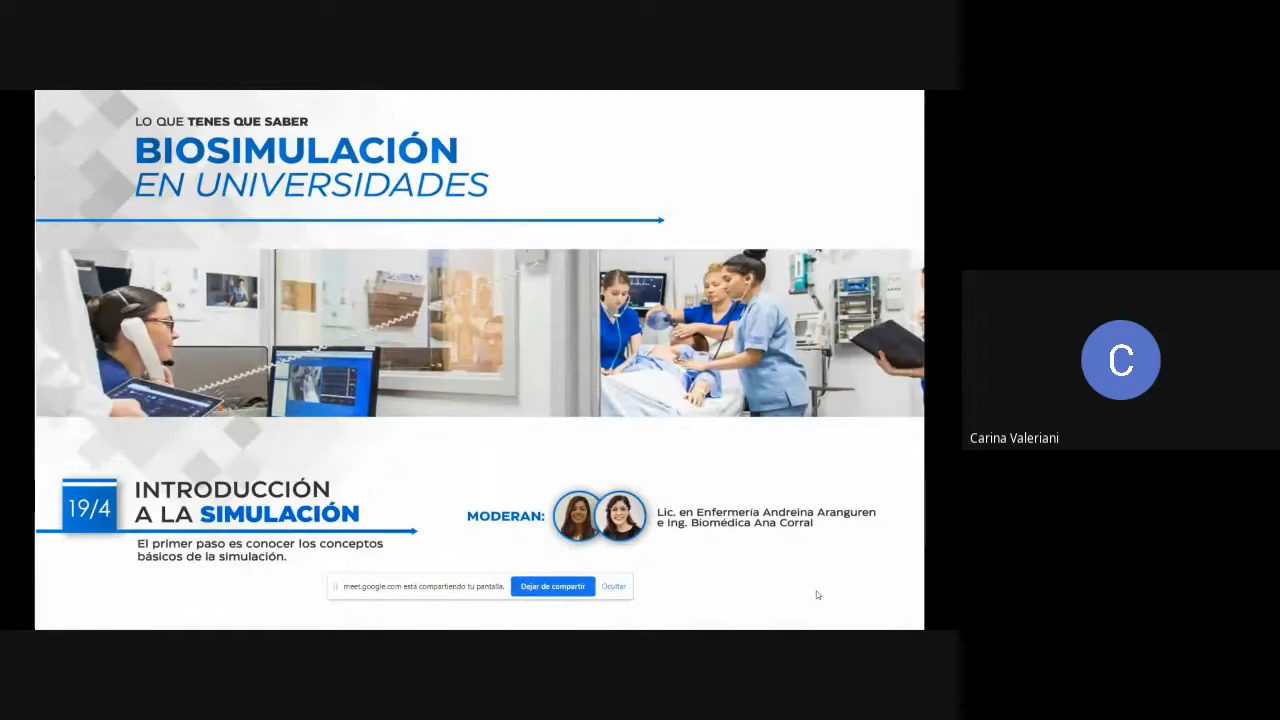 LO QUE TENES QUE SABER
BIOSIMULACIÓN
EN UNIVERSIDADES
19/4
INTRODUCCIÓN
A LA SIMULACIÓN
El primer paso es conocer los conceptos
básicos de la simulación.
MODERAN:
Lic. en Enfermería Andreina Aranguren
e Ing. Biomédica Ana Corral
meet.google.com está compartiendo tu pantalla.
Dejar de compartir
Ocultar
C
Carina Valeriani